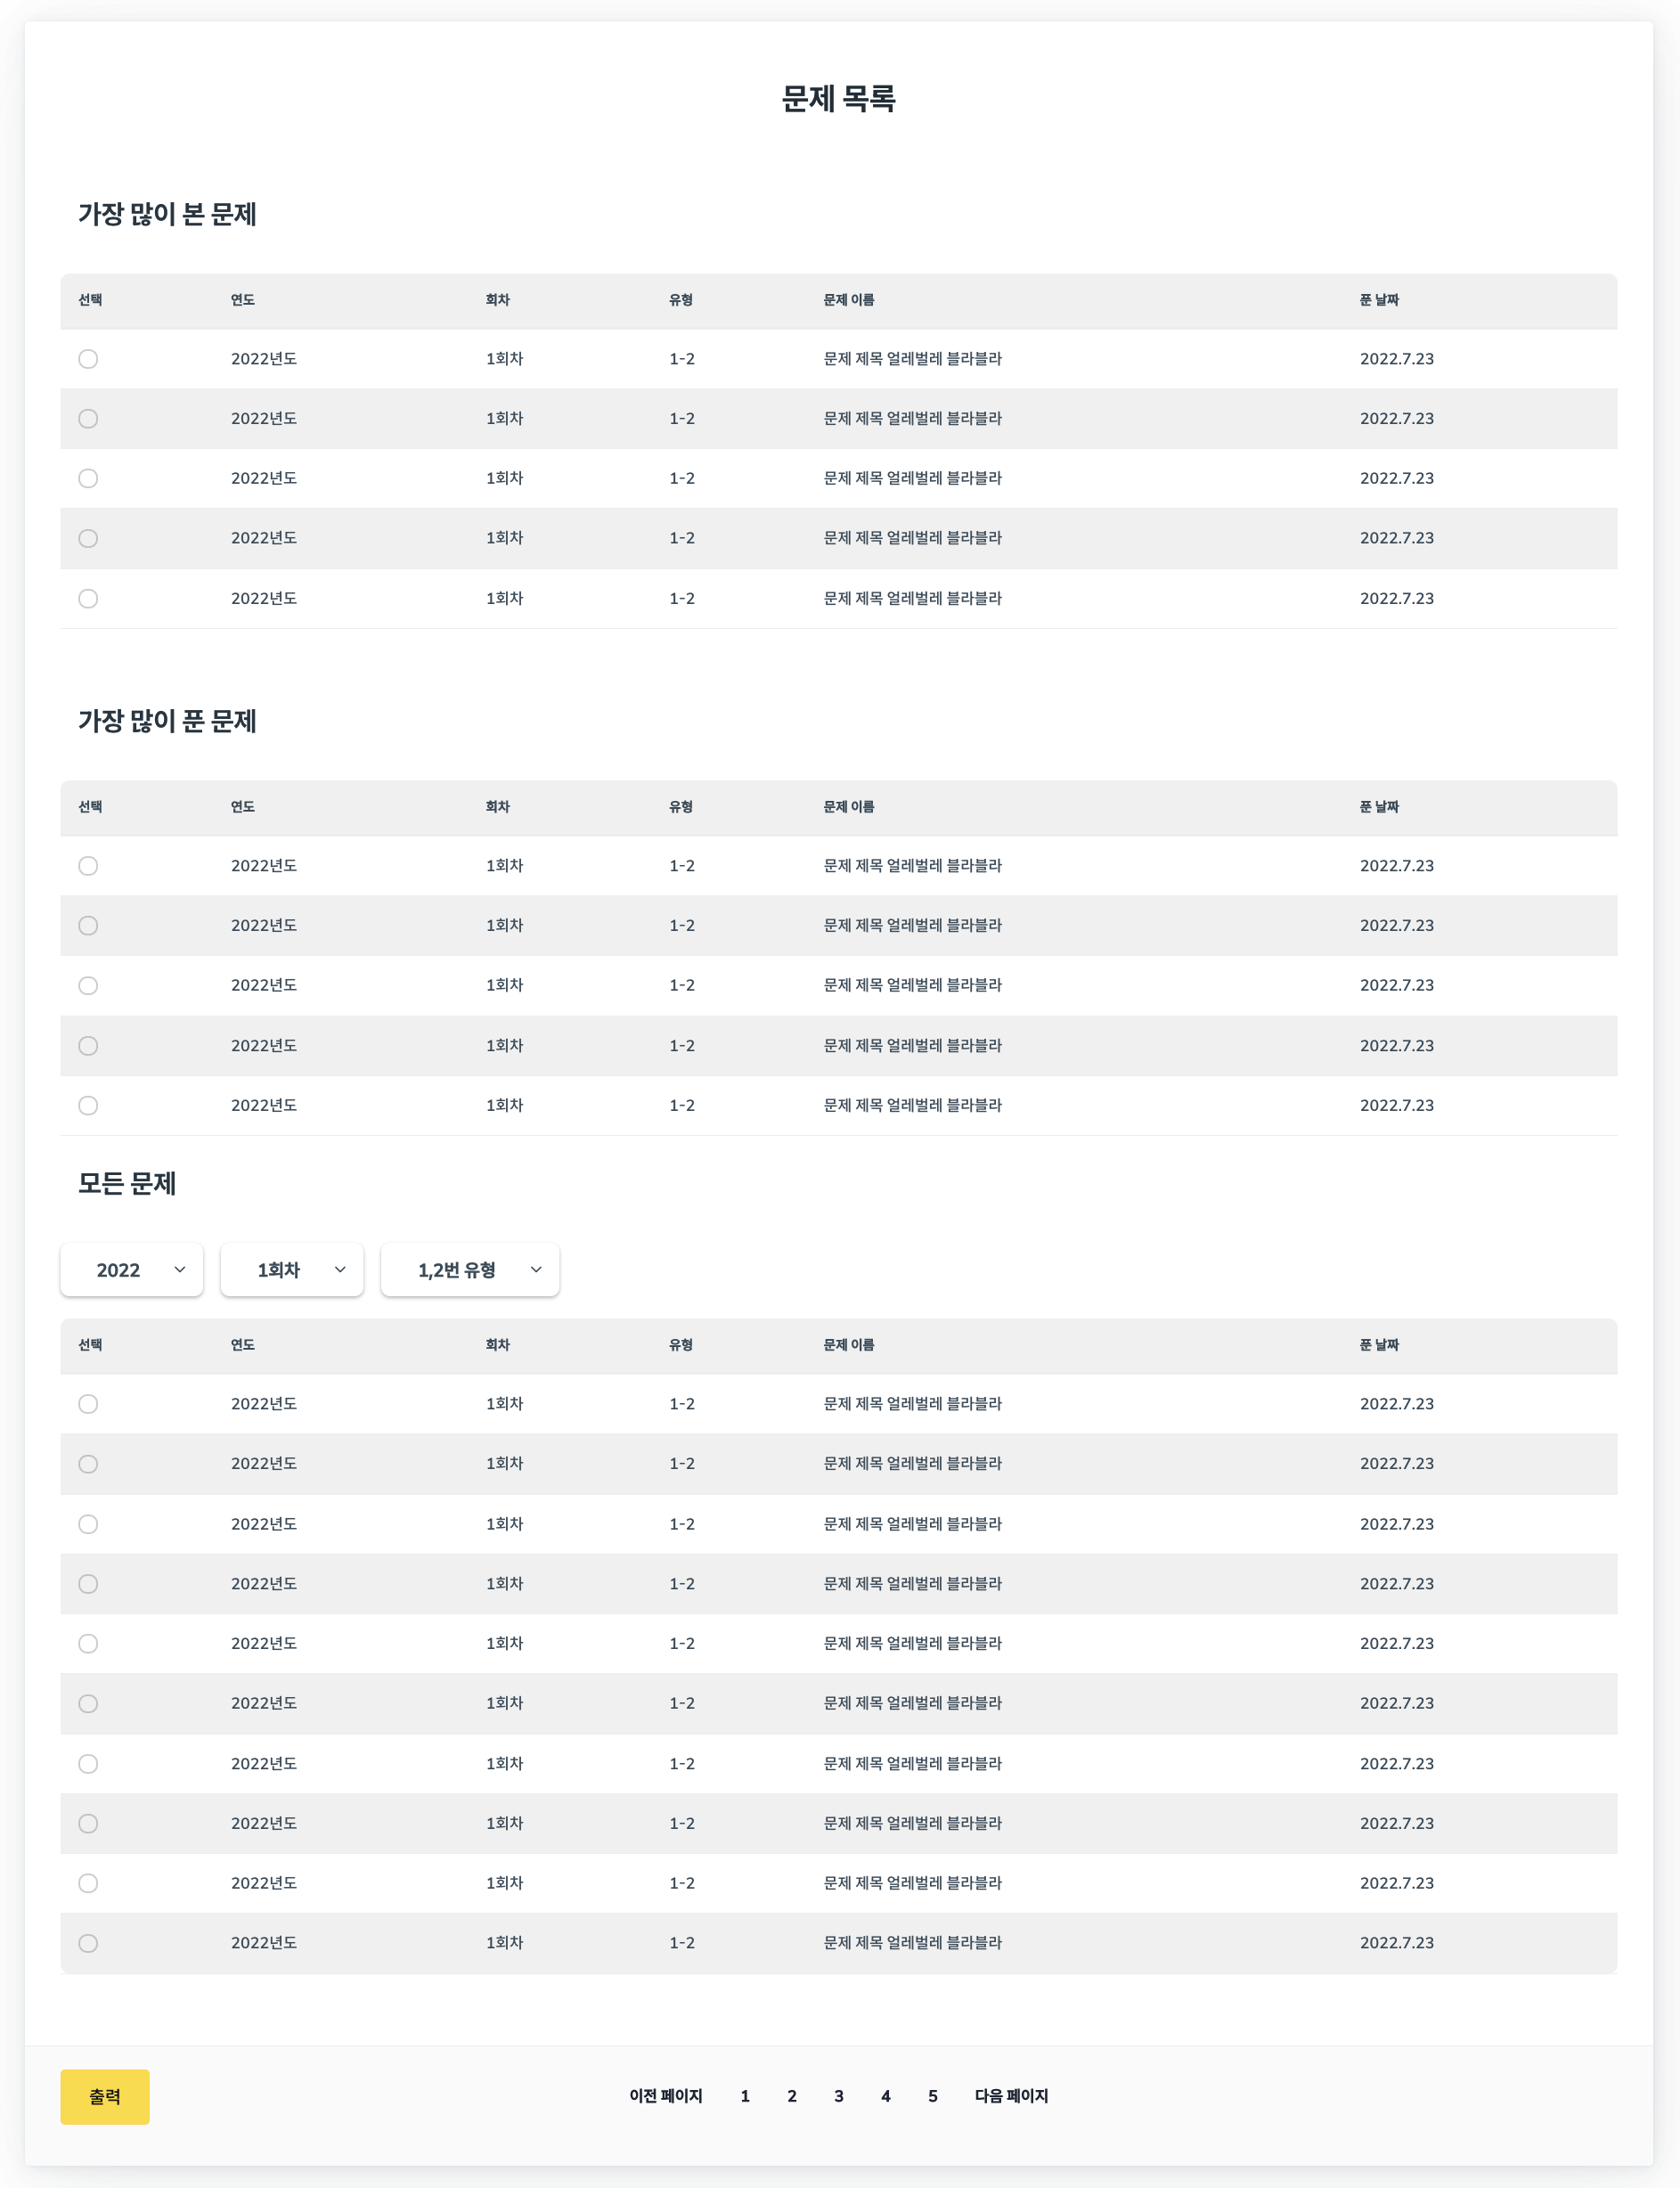 문제 목록
가장 많이 본 문제
선택 연도 회차 유형 문제 이름 푼 날짜
2022년도 1회차 1-2 문제 제목 얼레벌레 블라블라 2022.7.23
2022년도 1회차 1-2 문제 제목 얼레벌레 블라블라 2022.7.23
2022년도 1회차 1-2 문제 제목 얼레벌레 블라블라 2022.7.23
2022년도 1회차 1-2 문제 제목 얼레벌레 블라블라 2022.7.23
2022년도 1회차 1-2 문제 제목 얼레벌레 블라블라 2022.7.23
가장 많이 푼 문제
선택 연도 회차 유형 문제 이름 푼 날짜
2022년도 1회차 1-2 문제 제목 얼레벌레 블라블라 2022.7.23
2022년도 1회차 1-2 문제 제목 얼레벌레 블라블라 2022.7.23
2022년도 1회차 1-2 문제 제목 얼레벌레 블라블라 2022.7.23
2022년도 1회차 1-2 문제 제목 얼레벌레 블라블라 2022.7.23
2022년도 1회차 1-2 문제 제목 얼레벌레 블라블라 2022.7.23
모든 문제
2022 1회차 1,2번 유형
선택 연도 회차 유형 문제 이름 푼 날짜
2022년도 1회차 1-2 문제 제목 얼레벌레 블라블라 2022.7.23
2022년도 1회차 1-2 문제 제목 얼레벌레 블라블라 2022.7.23
2022년도 1회차 1-2 문제 제목 얼레벌레 블라블라 2022.7.23
2022년도 1회차 1-2 문제 제목 얼레벌레 블라블라 2022.7.23
2022년도 1회차 1-2 문제 제목 얼레벌레 블라블라 2022.7.23
2022년도 1회차 1-2 문제 제목 얼레벌레 블라블라 2022.7.23
2022년도 1회차 1-2 문제 제목 얼레벌레 블라블라 2022.7.23
2022년도 1회차 1-2 문제 제목 얼레벌레 블라블라 2022.7.23
2022년도 1회차 1-2 문제 제목 얼레벌레 블라블라 2022.7.23
2022년도 1회차 1-2 문제 제목 얼레벌레 블라블라 2022.7.23
출력 이전 페이지 1 2 3 4 5 다음 페이지